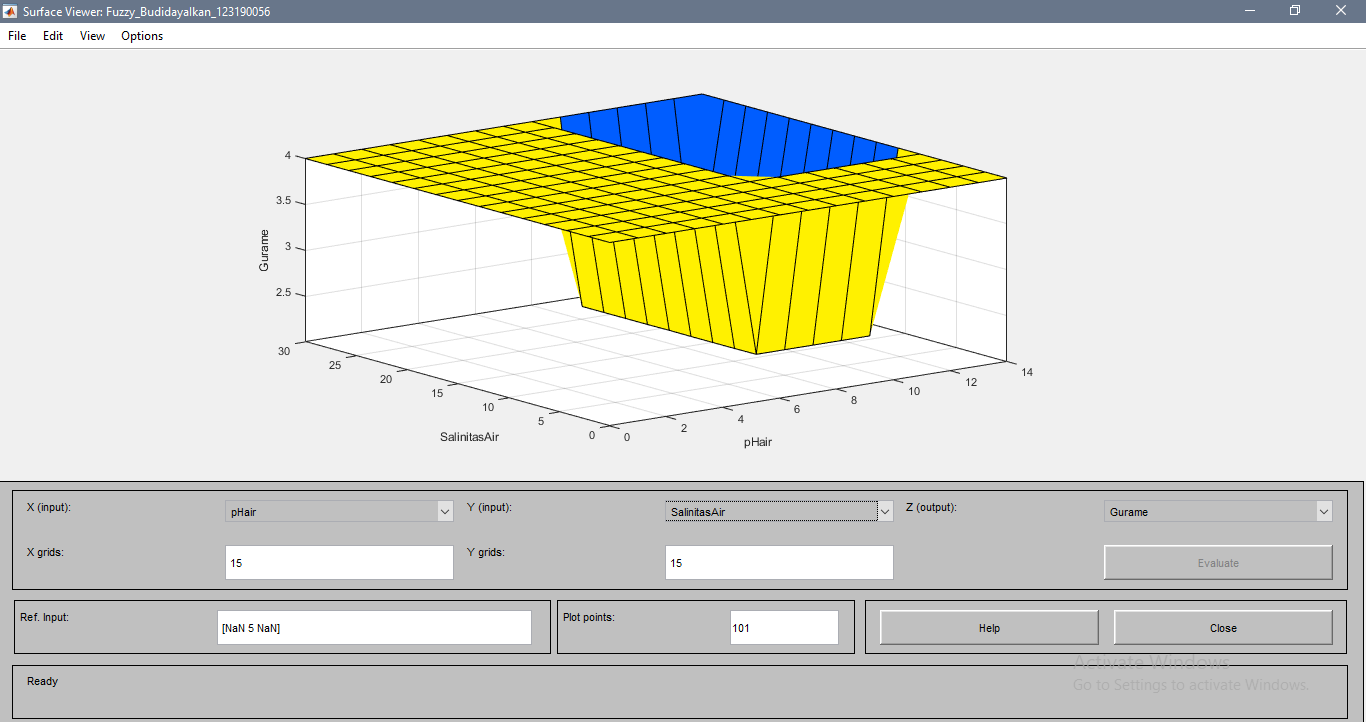 Surface Viewer: Fuzzy_BudidayaIkan_123190056
File Edit View Options
4
3.5
3
2.5
Gurame
30
25
20
15
10
5
0
SalinitasAir
0
2
4
6
8
10
12
14
pHair
X (input): pHair Y (input): SalinitasAir Z (output): Gurame
X grids: 15 Y grids: 15 Evaluate
Ref. Input: [NaN 5 NaN] Plot points: 101 Help Close
Activate Windows
Go to Settings to activate Windows.
Ready